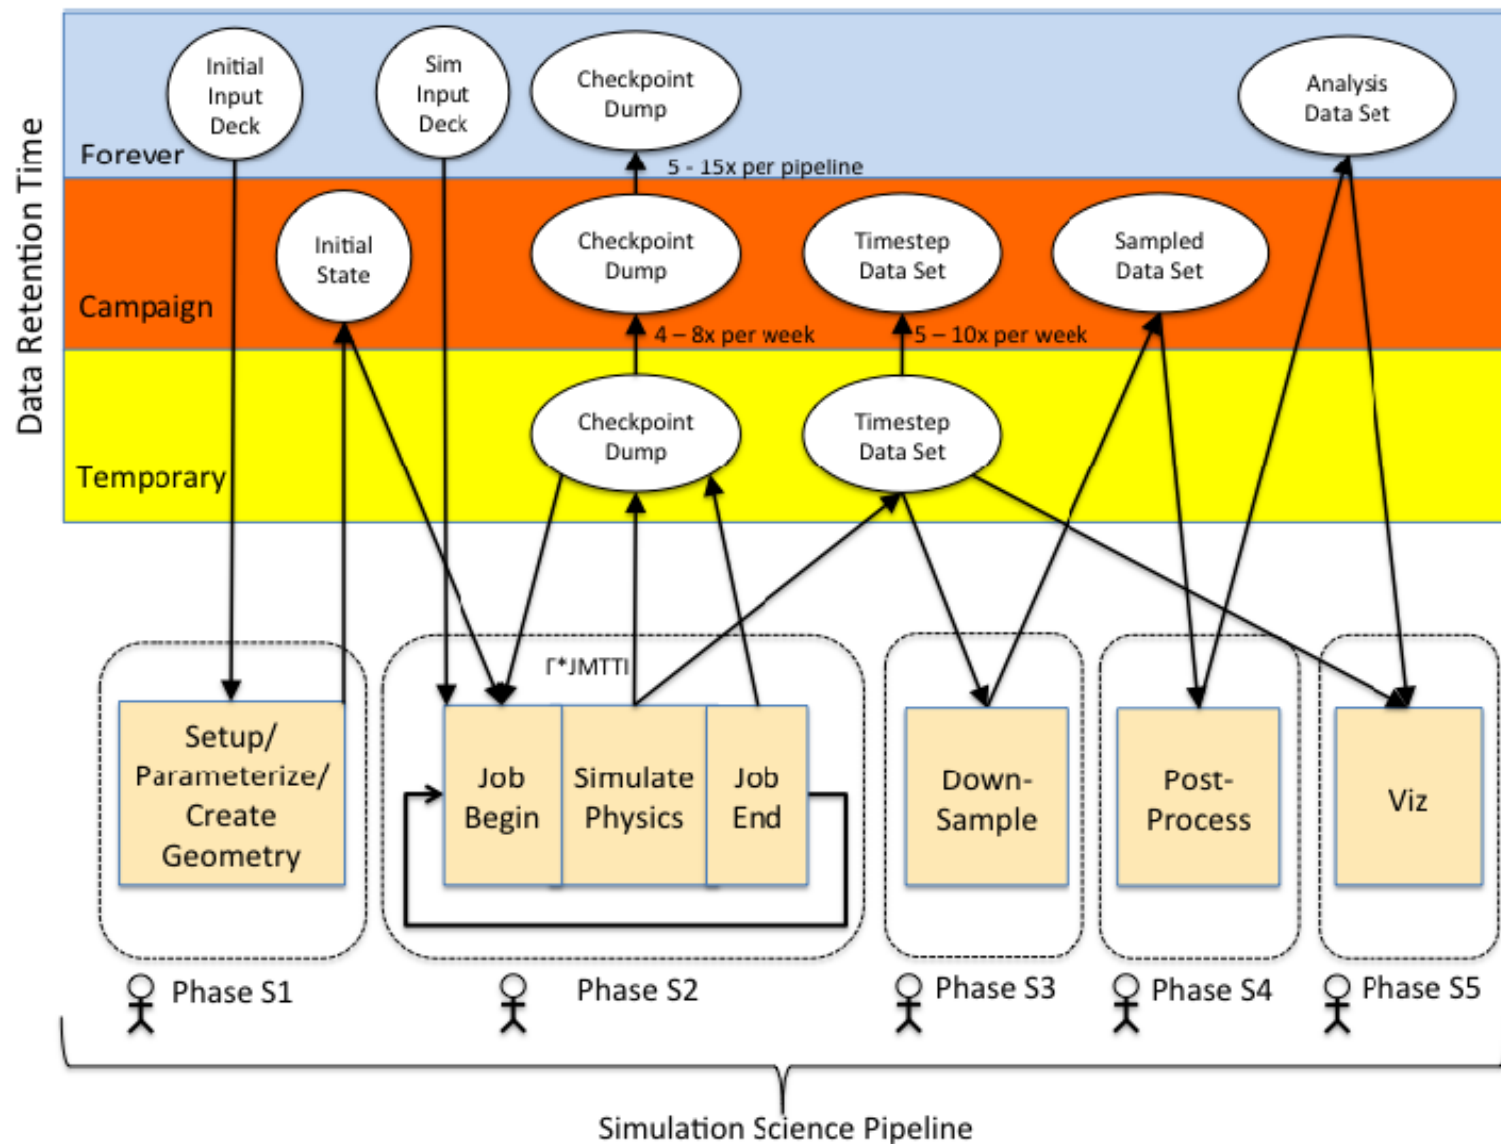 Data Retention Time
Initial
Input
Deck
Sim
Input
Deck
Checkpoint
Dump
Analysis
Data Set
Forever
5 - 15x per pipeline
Initial
State
Checkpoint
Dump
Timestep
Data Set
Sampled
Data Set
Campaign
4 – 8x per week
5 – 10x per week
Checkpoint
Dump
Timestep
Data Set
Temporary
Γ*JMTTI
Setup/
Parameterize/
Create
Geometry
Job
Begin
Simulate
Physics
Job
End
Down-
Sample
Post-
Process
Viz
Phase S1
Phase S2
Phase S3
Phase S4
Phase S5
Simulation Science Pipeline